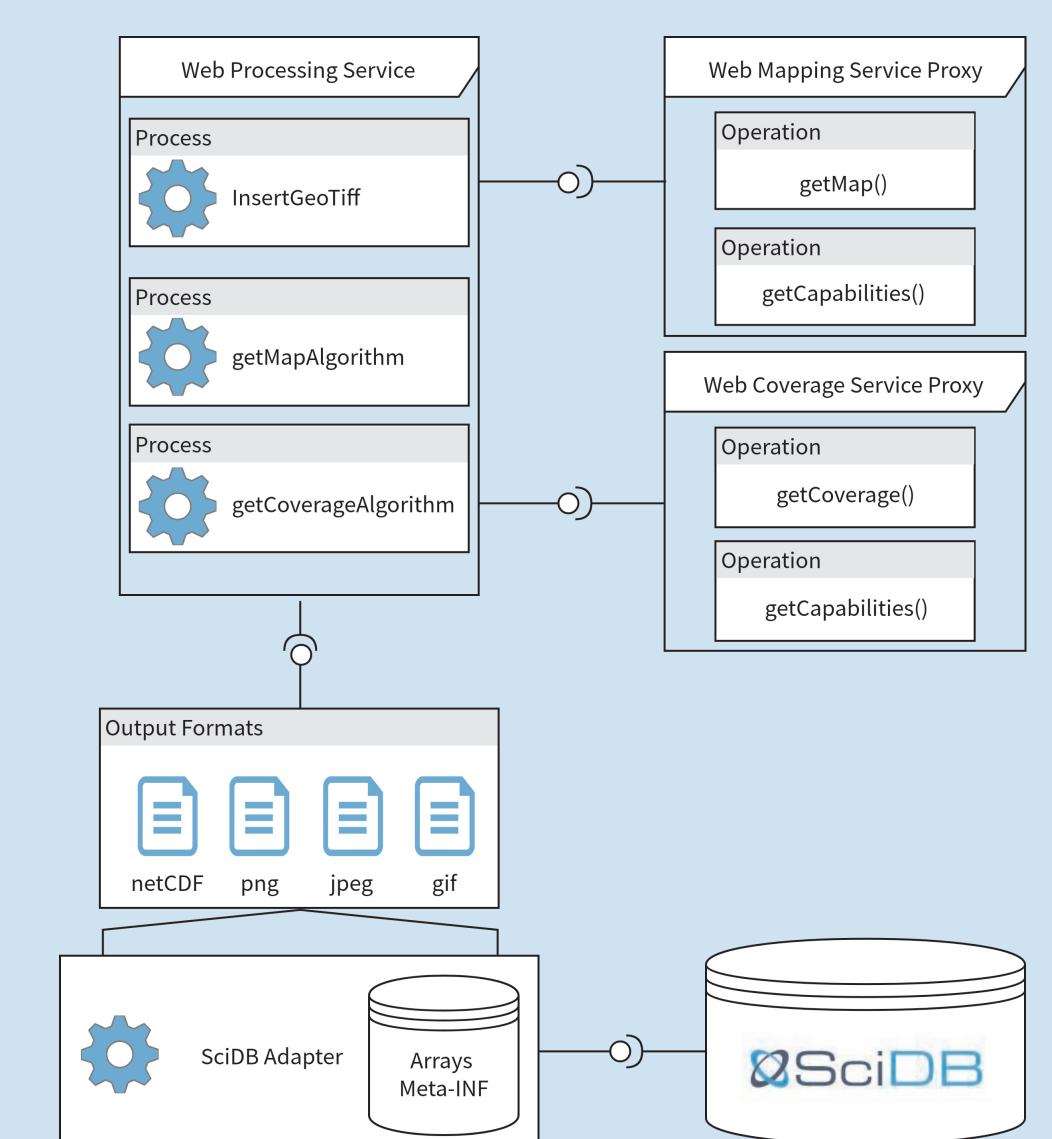 Web Processing Service
Process
InsertGeoTiff
Process
getMapAlgorithm
Process
getCoverageAlgorithm
Web Mapping Service Proxy
Operation
getMap()
Operation
getCapabilities()
Web Coverage Service Proxy
Operation
getCoverage()
Operation
getCapabilities()
Output Formats
netCDF png jpeg gif
SciDB Adapter
Arrays
Meta-INF
SciDB